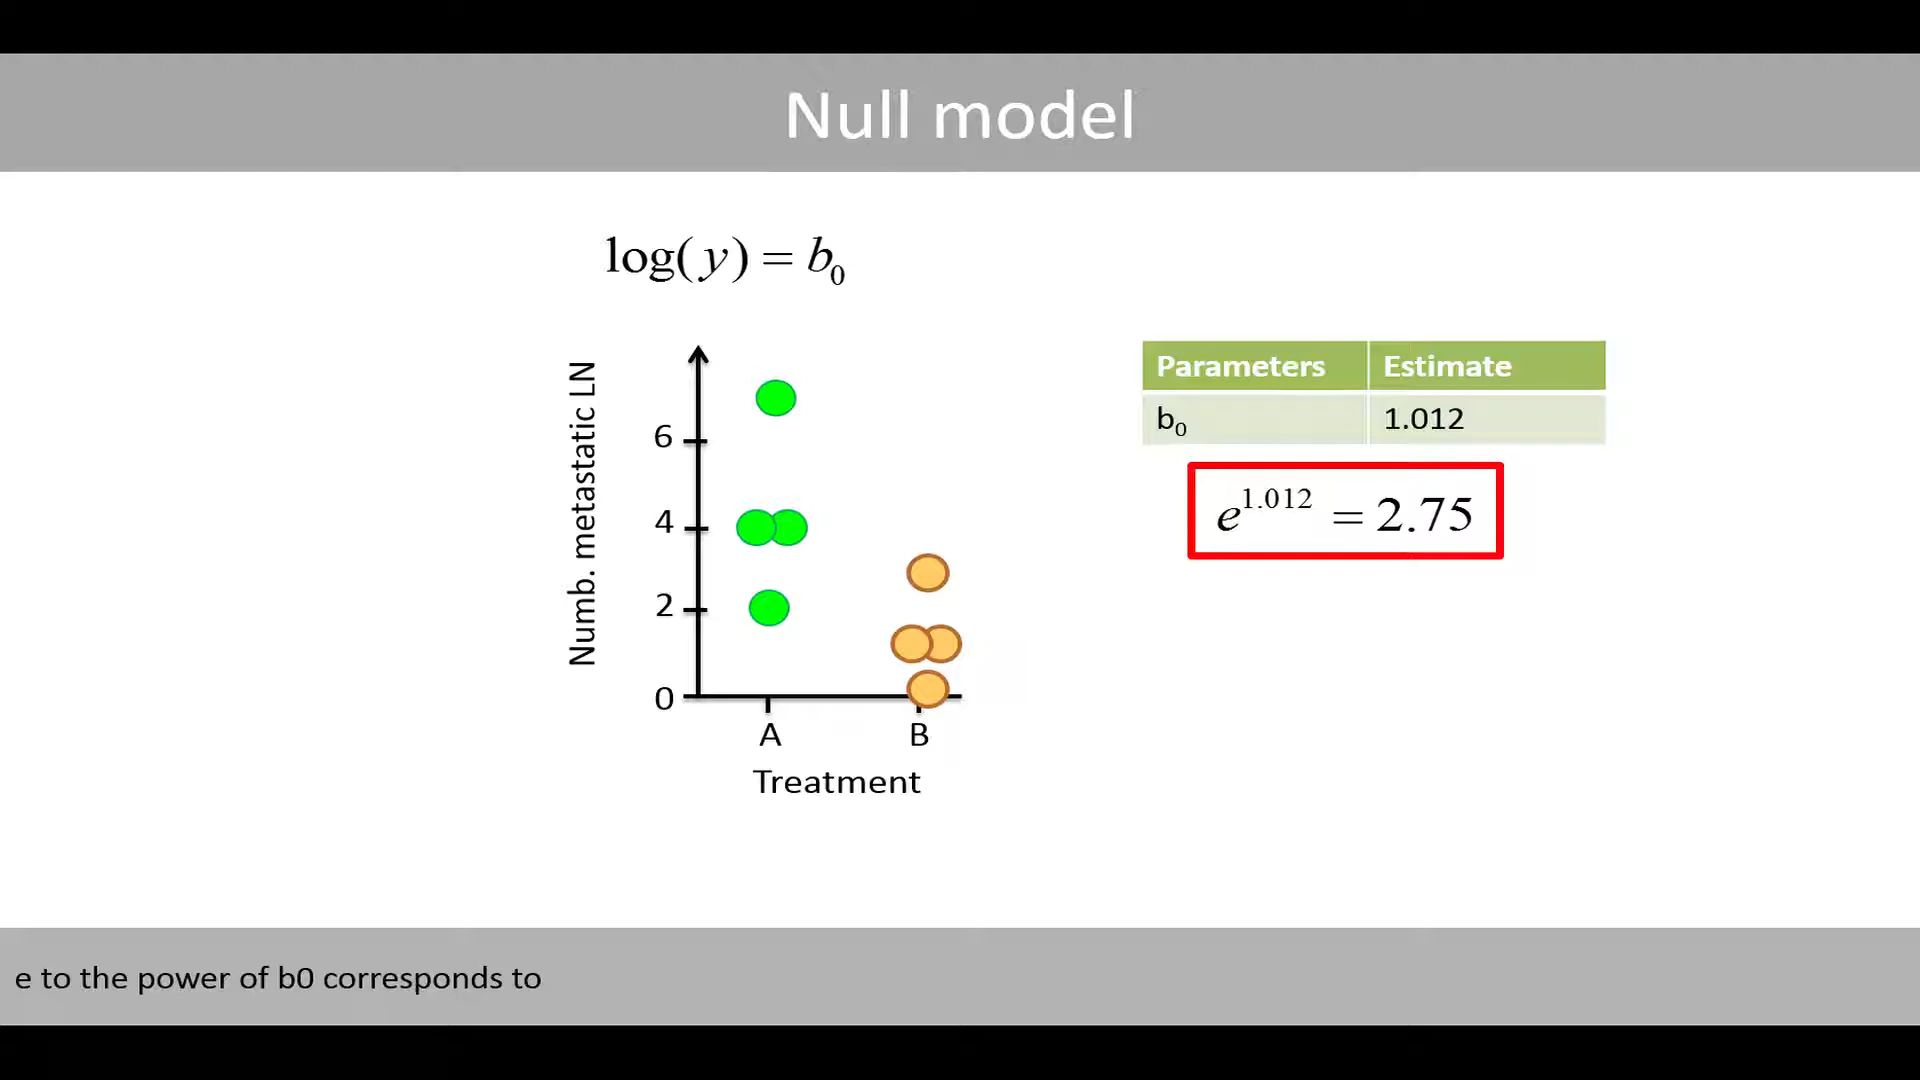 Null model
log(y) = b₀
Numb. metastatic LN
6
4
2
0
A B
Treatment
Parameters Estimate
b₀ 1.012
e^1.012 = 2.75
e to the power of b0 corresponds to